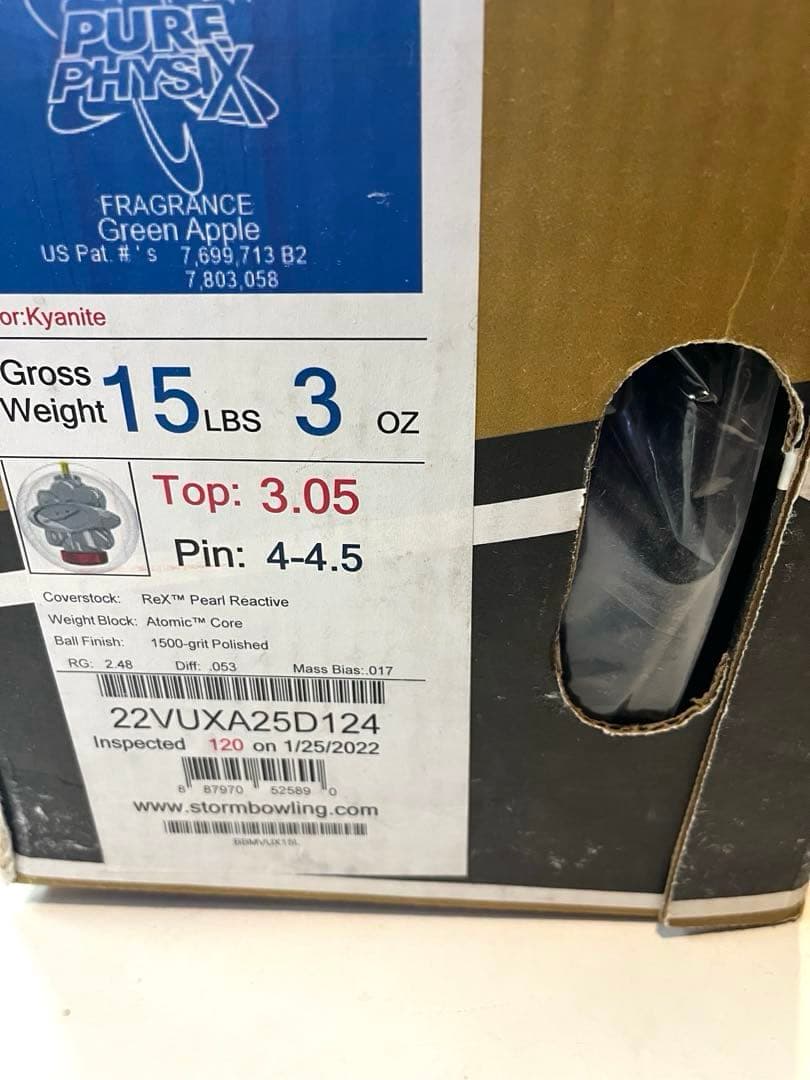 PURE
PHYSIX
FRAGRANCE
Green Apple
US Pat. #'s 7,699,713 B2
7,803,058
or:Kyanite
Gross Weight 15 LBS 3 OZ
Top: 3.05
Pin: 4-4.5
Coverstock: ReX™ Pearl Reactive
Weight Block: Atomic™ Core
Ball Finish: 1500-grit Polished
RG: 2.48 Diff: .053 Mass Bias:.017
22VUXA25D124
Inspected 120 on 1/25/2022
8 87970 52589 0
www.stormbowling.com